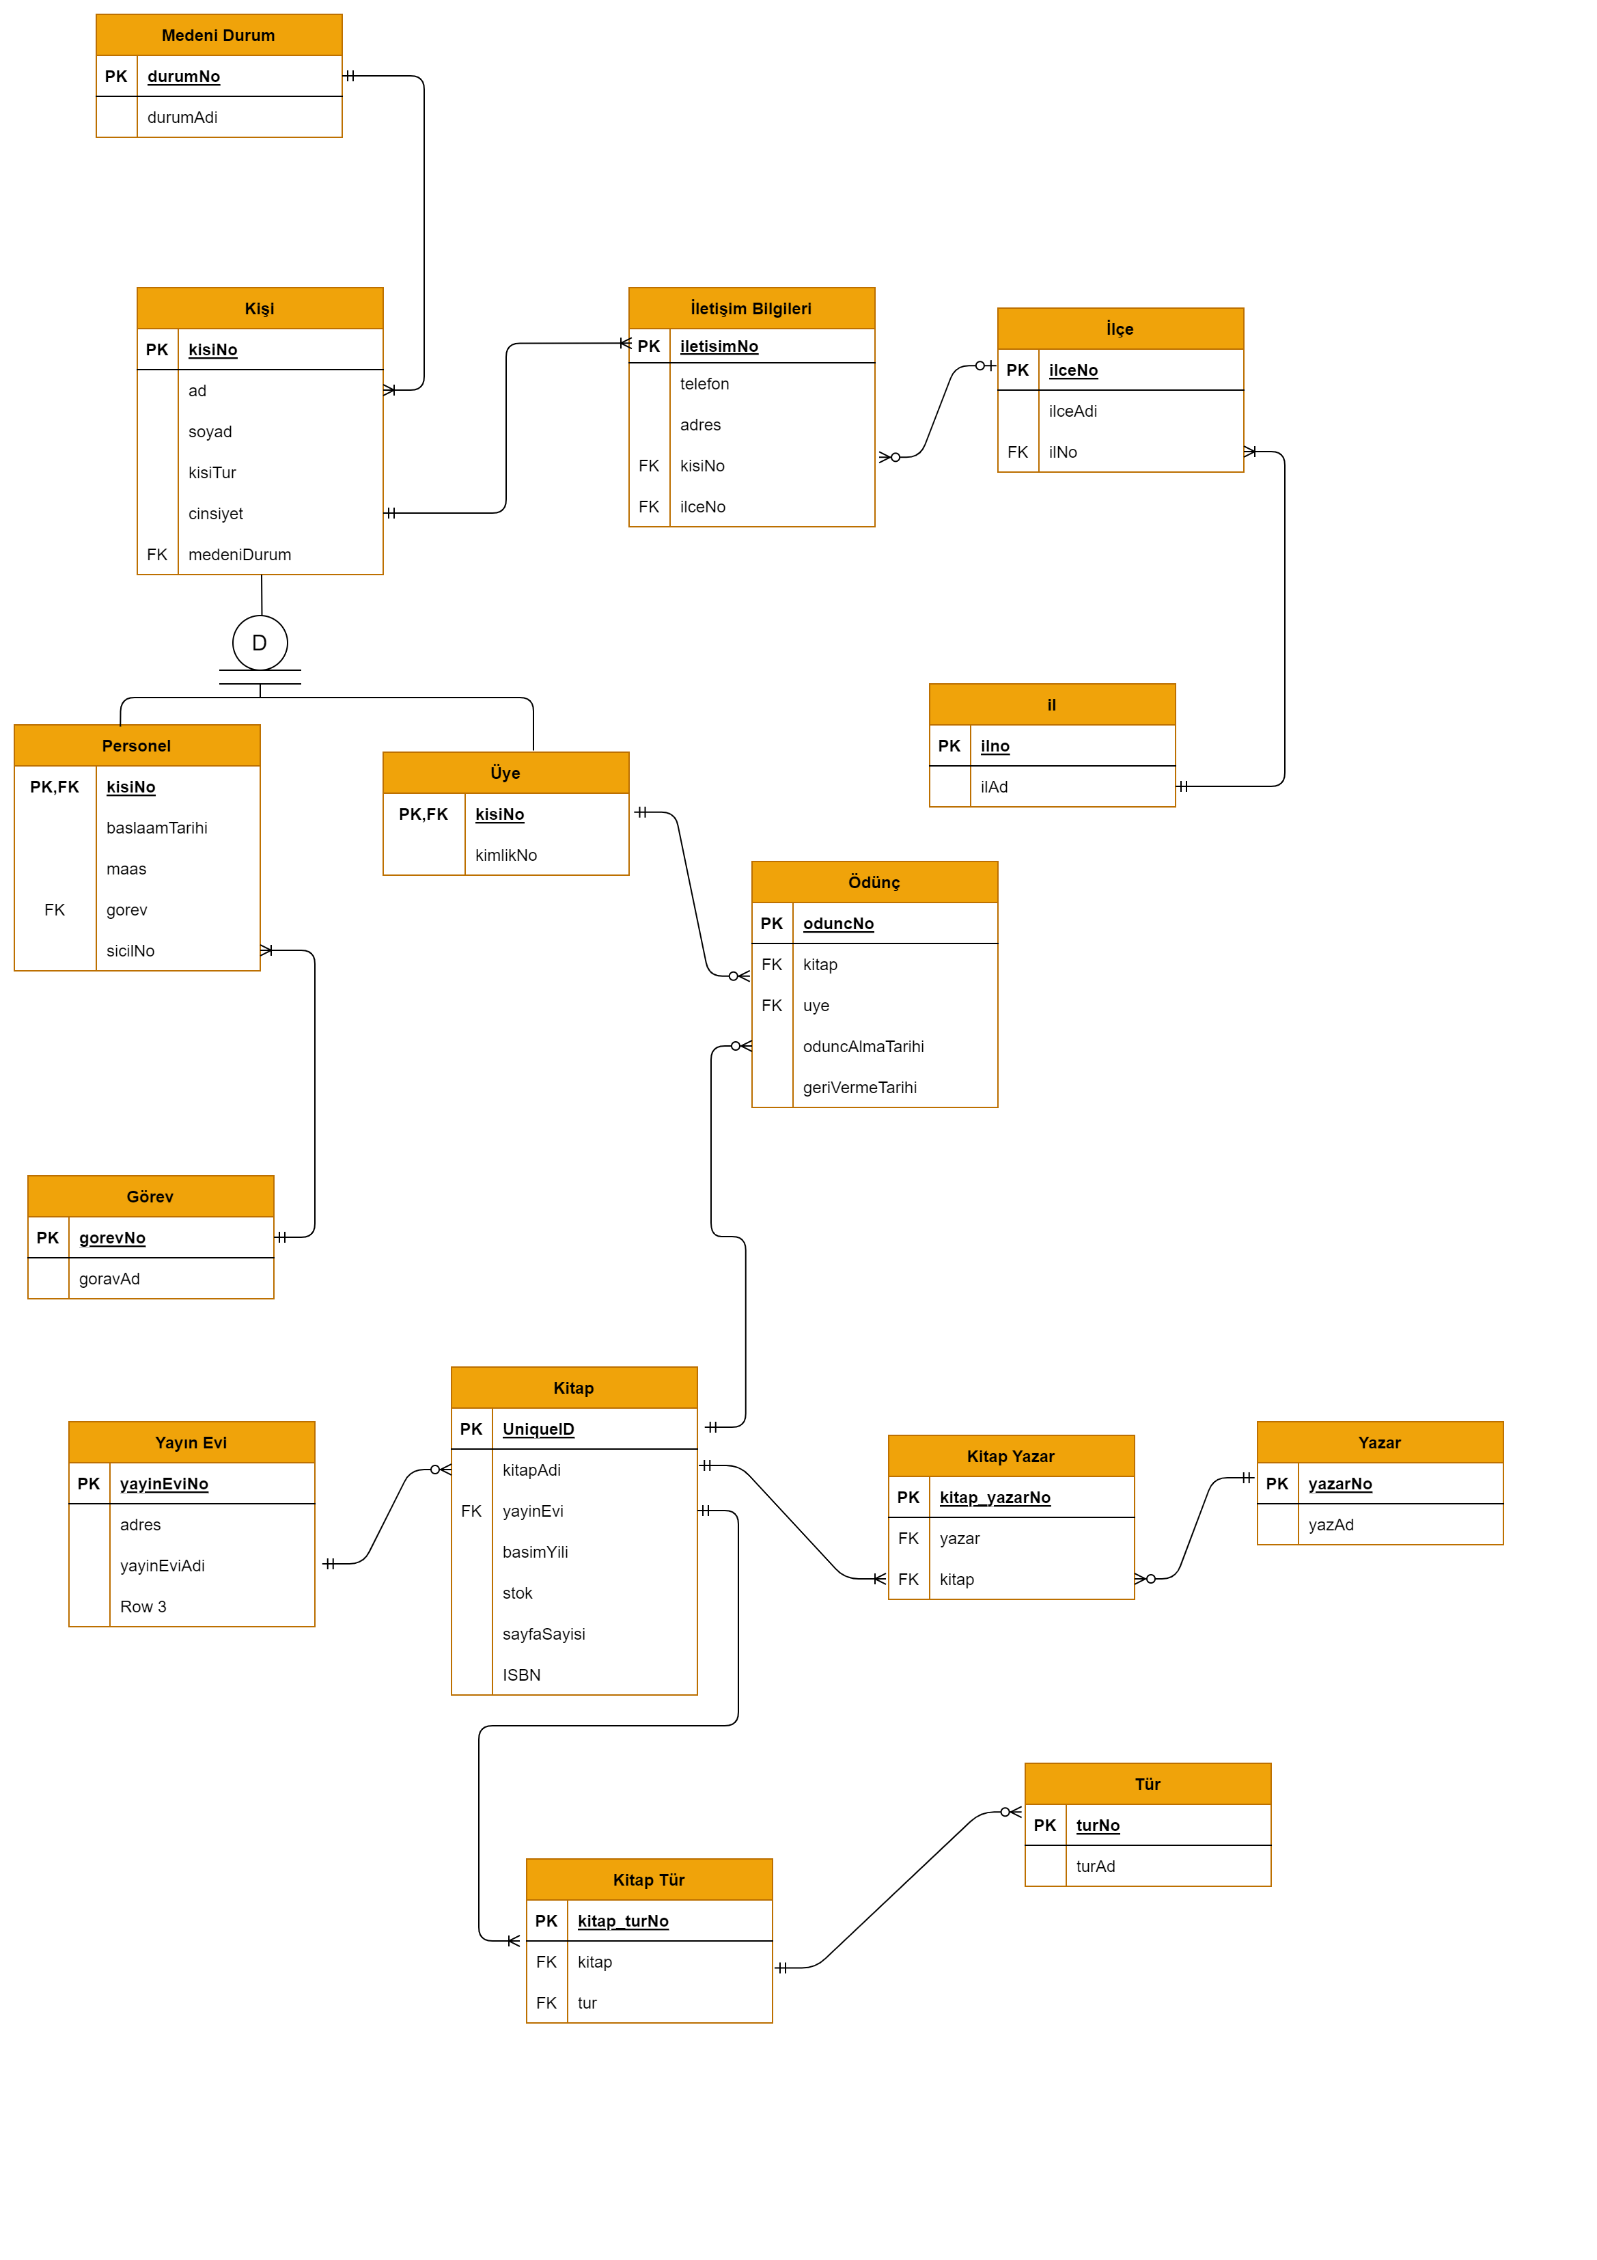 Medeni Durum
PK durumNo
durumAdi
Kişi
PK kisiNo
ad
soyad
kisiTur
cinsiyet
FK medeniDurum
İletişim Bilgileri
PK iletisimNo
telefon
adres
FK kisiNo
FK ilceNo
İlçe
PK ilceNo
ilceAdi
FK ilNo
D
il
PK ilno
ilAd
Personel
PK,FK kisiNo
baslaamTarihi
maas
FK gorev
sicilNo
Üye
PK,FK kisiNo
kimlikNo
Ödünç
PK oduncNo
FK kitap
FK uye
oduncAlmaTarihi
geriVermeTarihi
Görev
PK gorevNo
goravAd
Kitap
PK UniqueID
kitapAdi
FK yayinEvi
basimYili
stok
sayfaSayisi
ISBN
Yayın Evi
PK yayinEviNo
adres
yayinEviAdi
Row 3
Kitap Yazar
PK kitap_yazarNo
FK yazar
FK kitap
Yazar
PK yazarNo
yazAd
Tür
PK turNo
turAd
Kitap Tür
PK kitap_turNo
FK kitap
FK tur